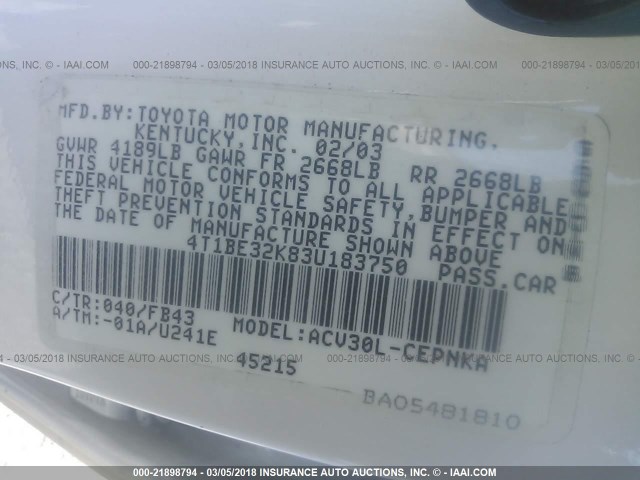 000-21898794 - 03/05/2018 INSURANCE AUTO AUCTIONS, INC. - IAAI.COM
MFD.BY:TOYOTA MOTOR MANUFACTURING,
KENTUCKY,INC. 02/03
GVWR 4189LB GAWR FR 2668LB RR 2668LB
THIS VEHICLE CONFORMS TO ALL APPLICABLE
FEDERAL MOTOR VEHICLE SAFETY,BUMPER,AND
THEFT PREVENTION STANDARDS IN EFFECT ON
THE DATE OF MANUFACTURE SHOWN ABOVE
4T1BE32K83U183750 PASS.CAR
C/TR:040/FB43
A/TM:-01A/U241E
MODEL:ACV30L-CEPNKA
45215
BA05481810
000-21898794 - 03/05/2018 INSURANCE AUTO AUCTIONS, INC. - IAAI.COM